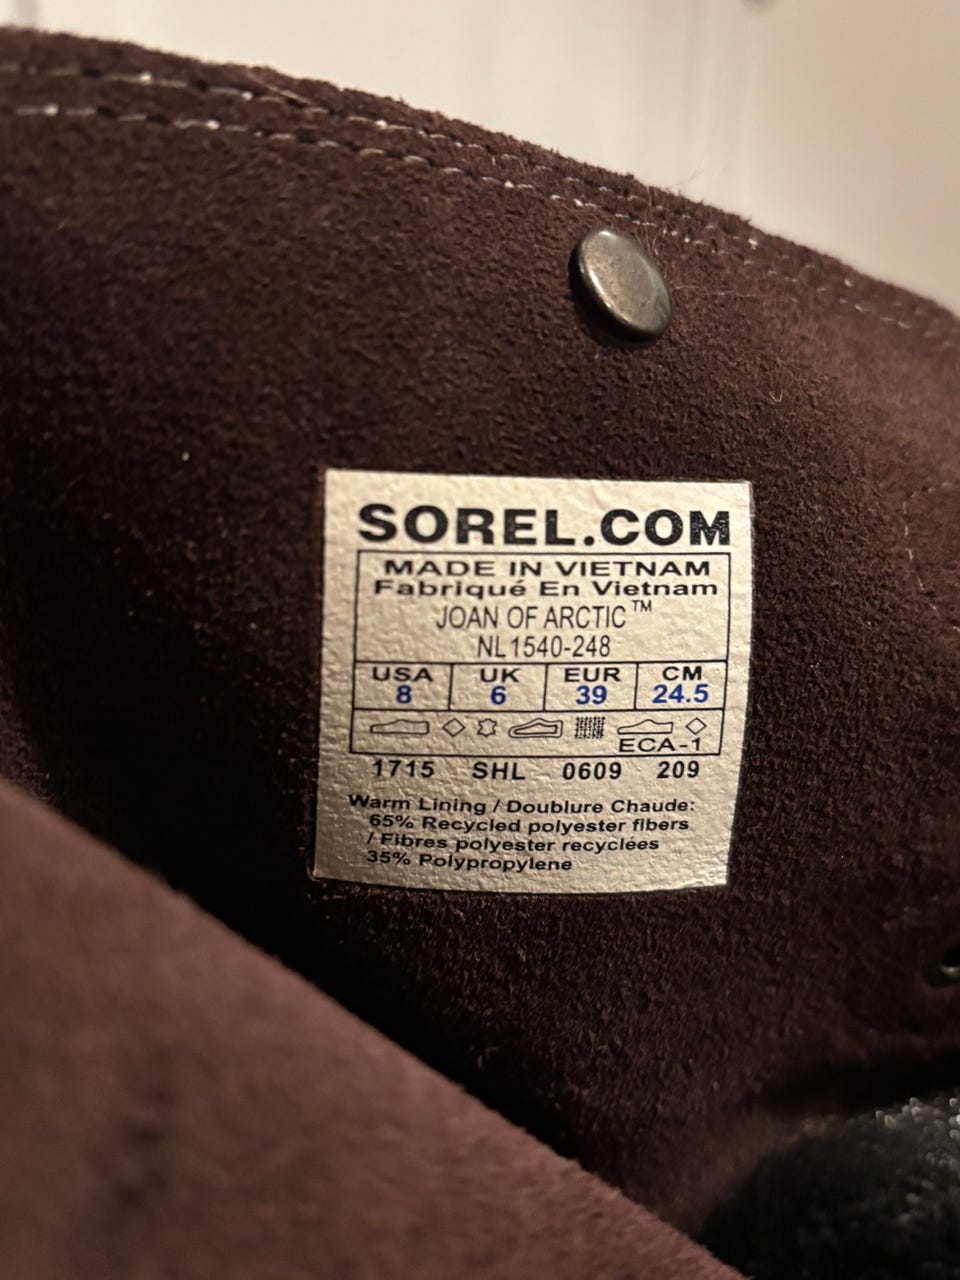 SOREL.COM
MADE IN VIETNAM
Fabriqué En Vietnam
JOAN OF ARCTIC™
NL1540-248
USA UK EUR CM
8 6 39 24.5
ECA-1
1715 SHL 0609 209
Warm Lining / Doublure Chaude:
65% Recycled polyester fibers
/ Fibres polyester recyclées
35% Polypropylene